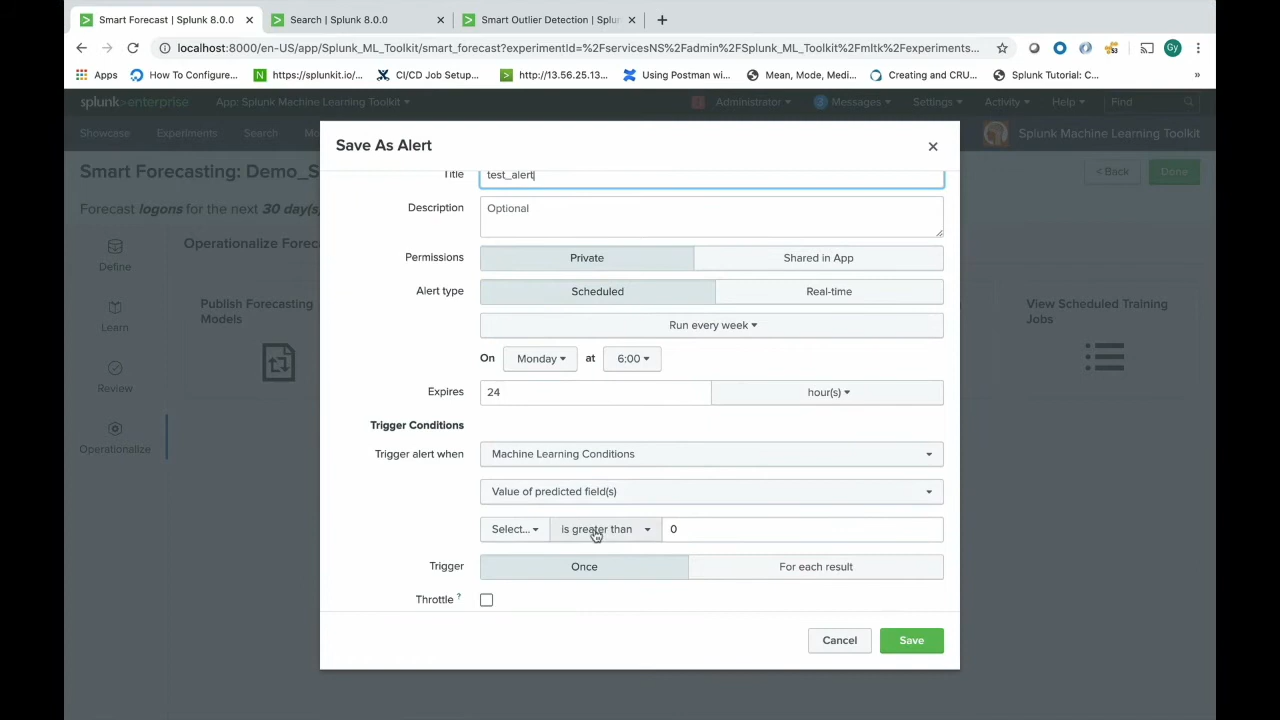 Smart Forecast | Splunk 8.0.0
Search | Splunk 8.0.0
Smart Outlier Detection | Splun
localhost:8000/en-US/app/Splunk_ML_Toolkit/smart_forecast?experimentId=%2FservicesNS%2Fadmin%2FSplunk_ML_Toolkit%2Fmltk%2Fexperiments...
Gy
Apps
How To Configure...
https://splunkit.io/...
CI/CD Job Setup...
http://13.56.25.13...
Using Postman wi...
Mean, Mode, Medi...
Creating and CRU...
Splunk Tutorial: C...
»
splunk>enterprise
App: Splunk Machine Learning Toolkit
Administrator
3 Messages
Settings
Activity
Help
Find
Showcase
Experiments
Search
Mo
Splunk Machine Learning Toolkit
Smart Forecasting: Demo_S
< Back
Done
Forecast logons for the next 30 day(s)
Define
Learn
Review
Operationalize
Operationalize Forec
Publish Forecasting
Models
View Scheduled Training
Jobs
Save As Alert
Title
test_alert
Description
Optional
Permissions
Private
Shared in App
Alert type
Scheduled
Real-time
Run every week
On
Monday
at
6:00
Expires
24
hour(s)
Trigger Conditions
Trigger alert when
Machine Learning Conditions
Value of predicted field(s)
Select...
is greater than
0
Trigger
Once
For each result
Throttle ?
Cancel
Save